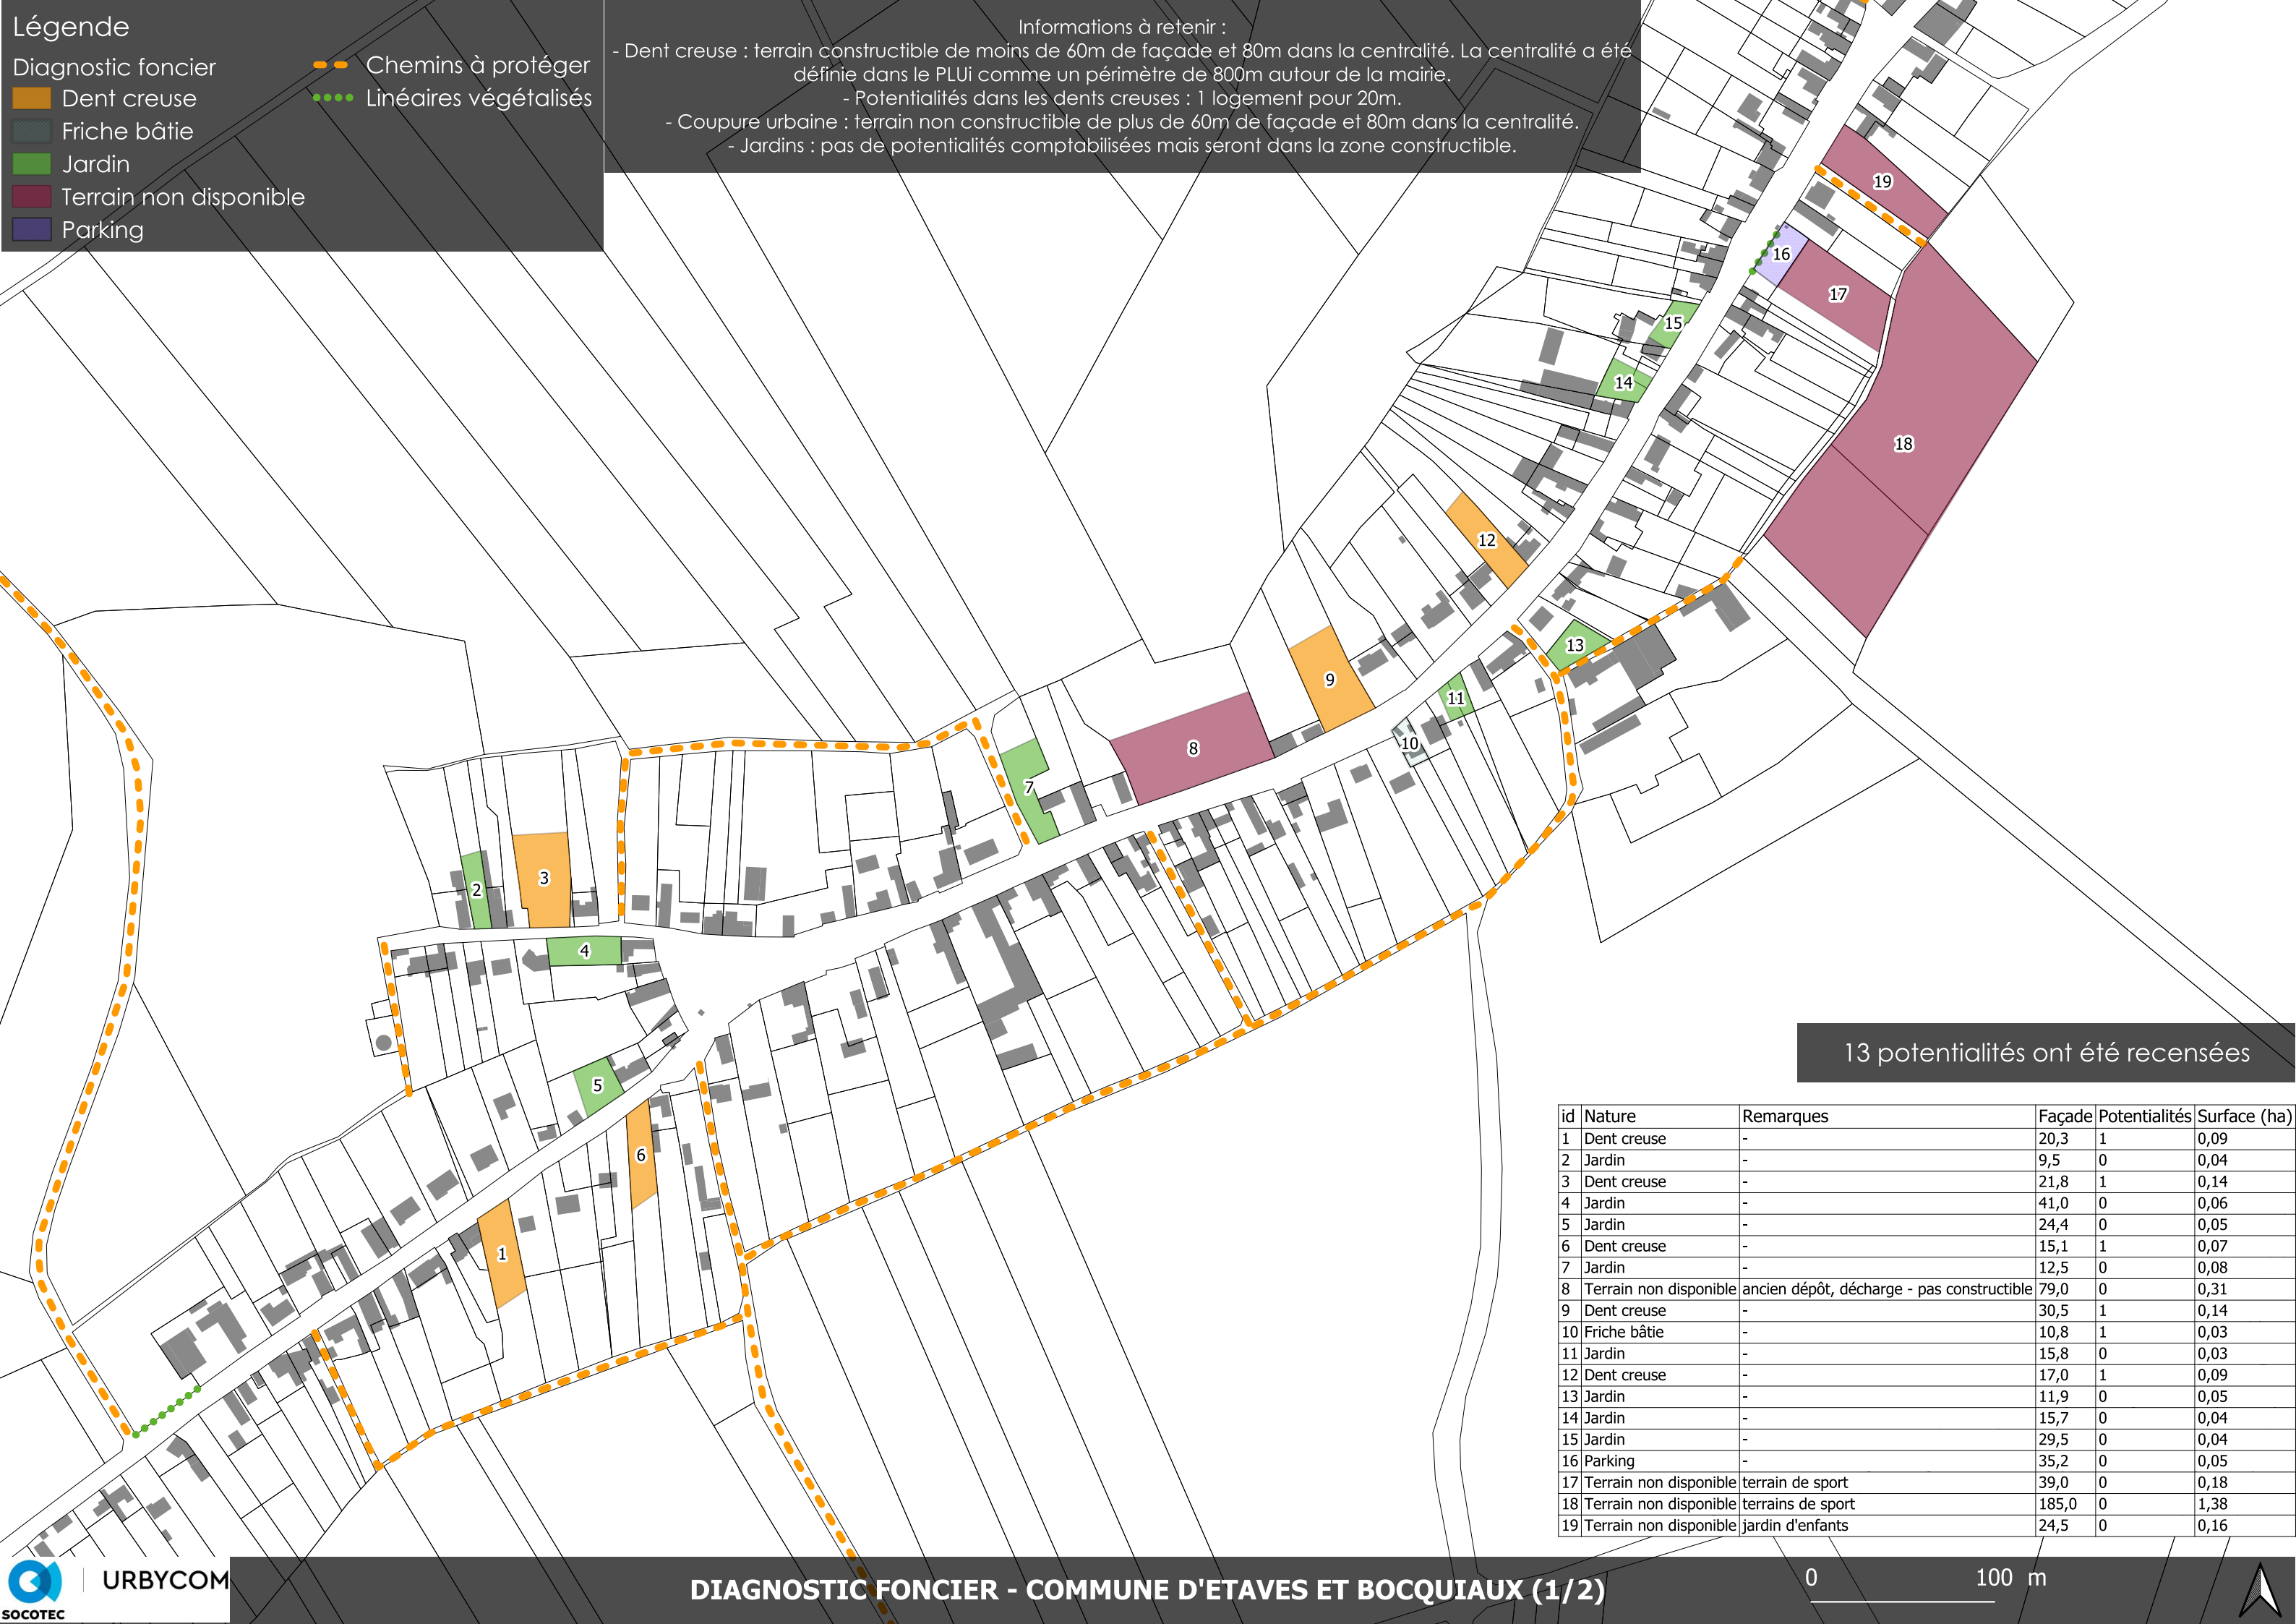 Légende
Diagnostic foncier
Dent creuse
Friche bâtie
Jardin
Terrain non disponible
Parking
Chemins à protéger
Linéaires végétalisés
Informations à retenir :
- Dent creuse : terrain constructible de moins de 60m de façade et 80m dans la centralité. La centralité a été
définie dans le PLUi comme un périmètre de 800m autour de la mairie.
- Potentialités dans les dents creuses : 1 logement pour 20m.
- Coupure urbaine : terrain non constructible de plus de 60m de façade et 80m dans la centralité.
- Jardins : pas de potentialités comptabilisées mais seront dans la zone constructible.
19
16
17
15
14
18
12
13
9
11
10
8
7
3
2
4
5
6
1
13 potentialités ont été recensées
id Nature Remarques Façade Potentialités Surface (ha)
1 Dent creuse - 20,3 1 0,09
2 Jardin - 9,5 0 0,04
3 Dent creuse - 21,8 1 0,14
4 Jardin - 41,0 0 0,06
5 Jardin - 24,4 0 0,05
6 Dent creuse - 15,1 1 0,07
7 Jardin - 12,5 0 0,08
8 Terrain non disponible ancien dépôt, décharge - pas constructible 79,0 0 0,31
9 Dent creuse - 30,5 1 0,14
10 Friche bâtie - 10,8 1 0,03
11 Jardin - 15,8 0 0,03
12 Dent creuse - 17,0 1 0,09
13 Jardin - 11,9 0 0,05
14 Jardin - 15,7 0 0,04
15 Jardin - 29,5 0 0,04
16 Parking - 35,2 0 0,05
17 Terrain non disponible terrain de sport 39,0 0 0,18
18 Terrain non disponible terrains de sport 185,0 0 1,38
19 Terrain non disponible jardin d'enfants 24,5 0 0,16
SOCOTEC
URBYCOM
DIAGNOSTIC FONCIER - COMMUNE D'ETAVES ET BOCQUIAUX (1/2)
0 100 m